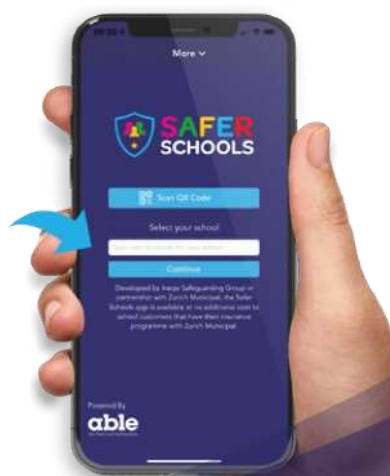 More
SAFER
SCHOOLS
Scan QR Code
Select your school
Continue
Developed by Ineqe Safeguarding Group in
partnership with Zurich Municipal, the Safer
Schools app is available at no additional cost to
school customers that have their insurance
programme with Zurich Municipal.
Powered By
able